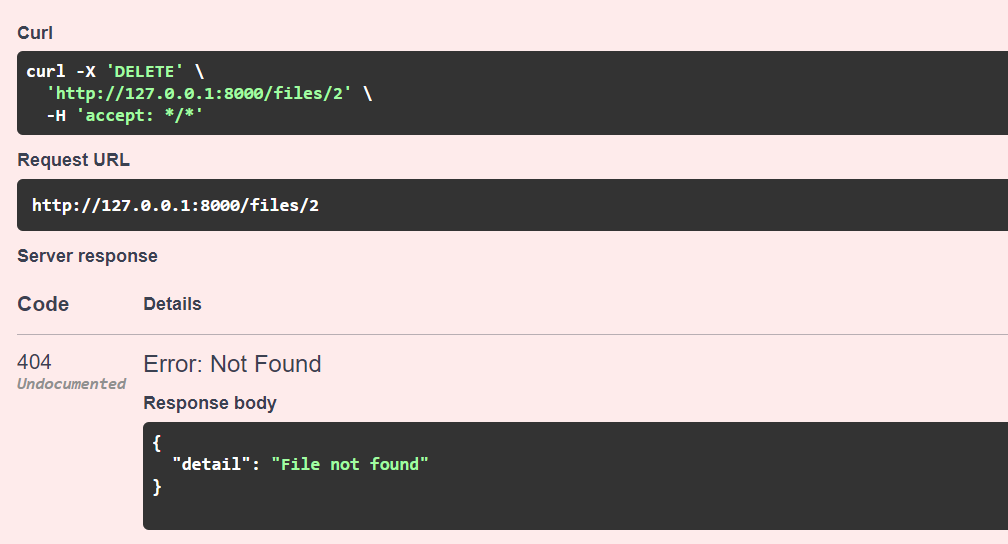 Curl
curl -X 'DELETE' \
  'http://127.0.0.1:8000/files/2' \
  -H 'accept: */*'
Request URL
http://127.0.0.1:8000/files/2
Server response
Code Details
404 Error: Not Found
Undocumented
Response body
{
  "detail": "File not found"
}